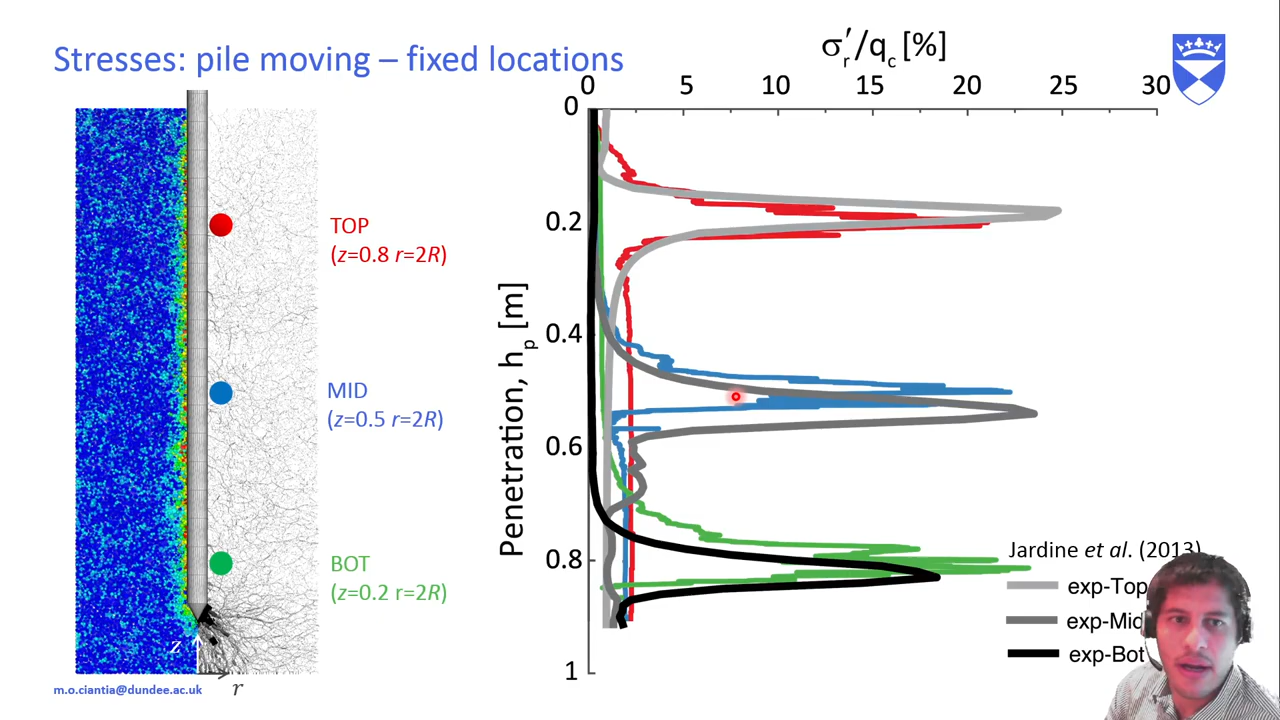 Stresses: pile moving – fixed locations
σr′/qc [%]
0 5 10 15 20 25 30
0
0.2
0.4
0.6
0.8
1
Penetration, hp [m]
TOP
(z=0.8 r=2R)
MID
(z=0.5 r=2R)
BOT
(z=0.2 r=2R)
z
r
Jardine et al. (2013)
exp-Top
exp-Mid
exp-Bot
m.o.ciantia@dundee.ac.uk